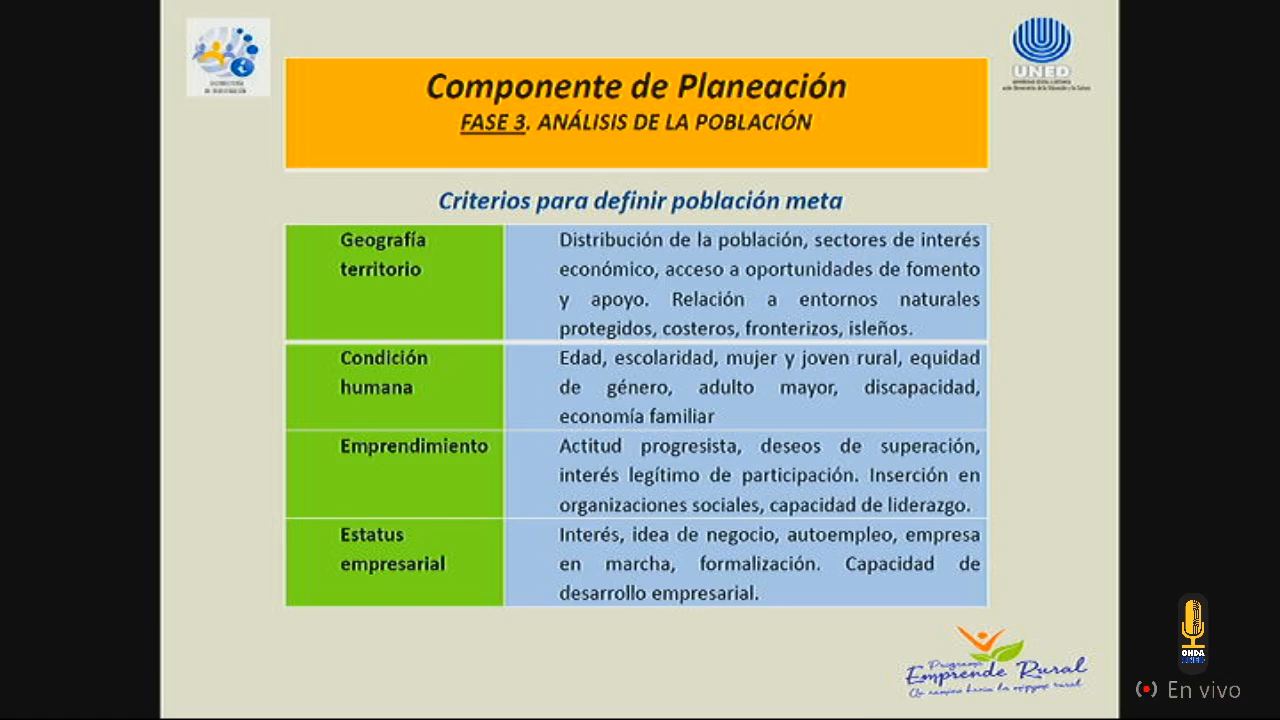 UNED
Componente de Planeación
FASE 3. ANÁLISIS DE LA POBLACIÓN
Criterios para definir población meta
Geografía
territorio
Distribución de la población, sectores de interés
económico, acceso a oportunidades de fomento
y apoyo. Relación a entornos naturales
protegidos, costeros, fronterizos, isleños.
Condición
humana
Edad, escolaridad, mujer y joven rural, equidad
de género, adulto mayor, discapacidad,
economía familiar
Emprendimiento
Actitud progresista, deseos de superación,
interés legítimo de participación. Inserción en
organizaciones sociales, capacidad de liderazgo.
Estatus
empresarial
Interés, idea de negocio, autoempleo, empresa
en marcha, formalización. Capacidad de
desarrollo empresarial.
Programa
Emprende Rural
ONDA
UNED
En vivo